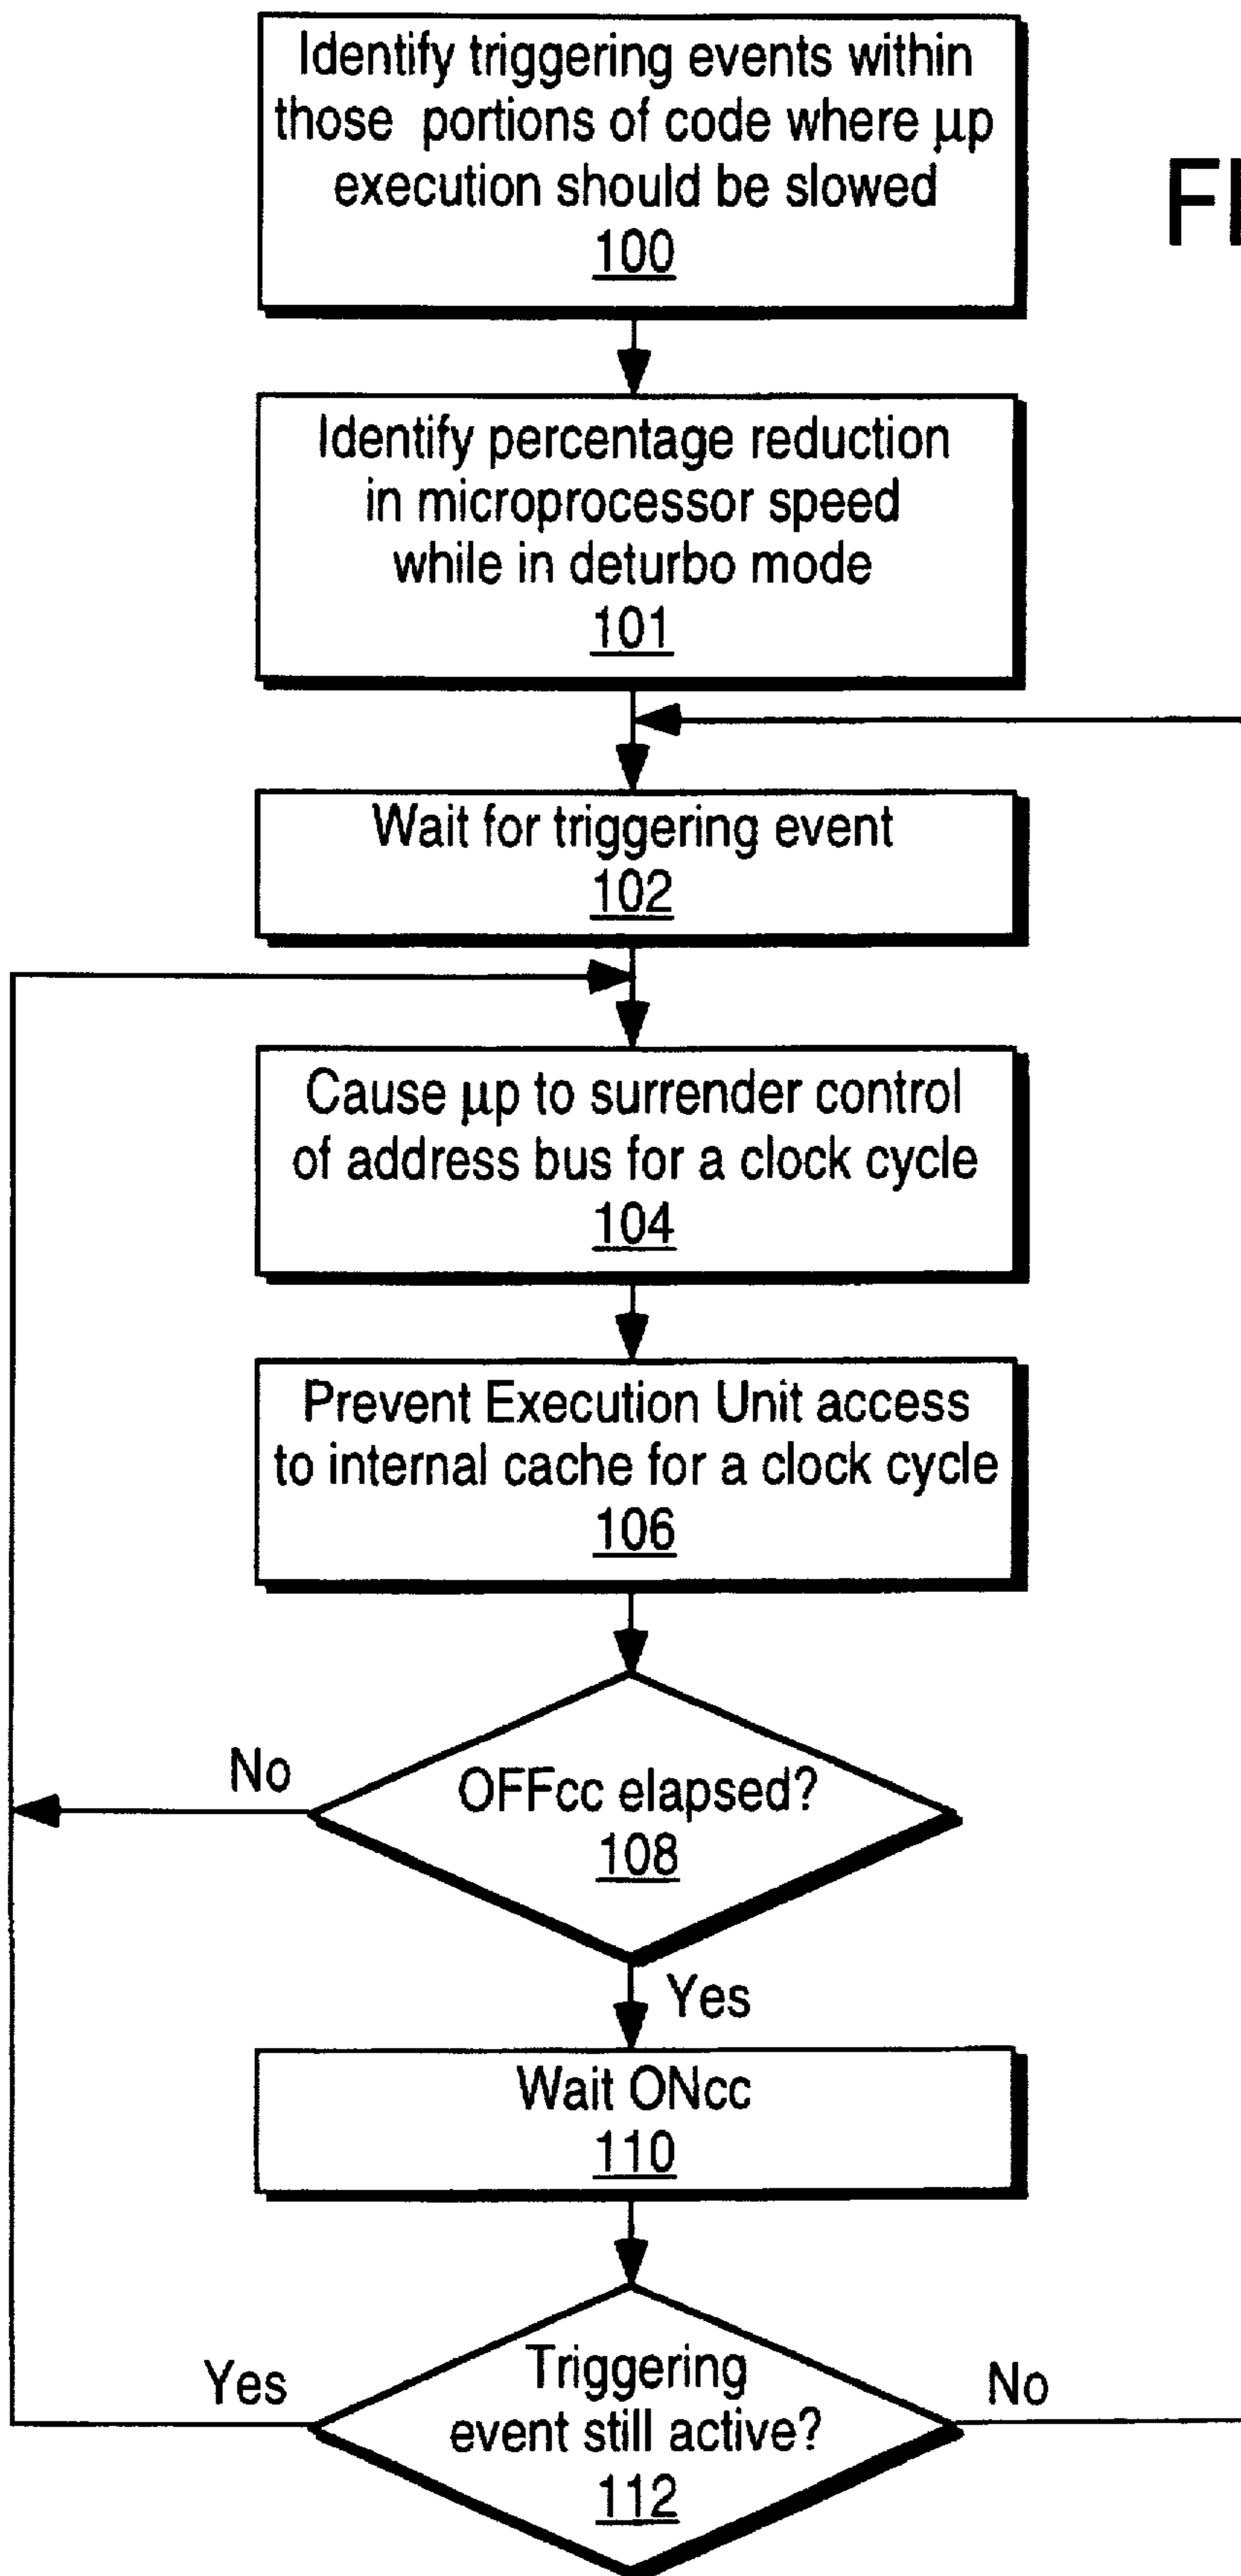 Identify triggering events within
those portions of code where µp
execution should be slowed
100
Identify percentage reduction
in microprocessor speed
while in deturbo mode
101
Wait for triggering event
102
Cause µp to surrender control
of address bus for a clock cycle
104
Prevent Execution Unit access
to internal cache for a clock cycle
106
No
OFFcc elapsed?
108
Yes
Wait ONcc
110
Yes
Triggering
event still active?
112
No